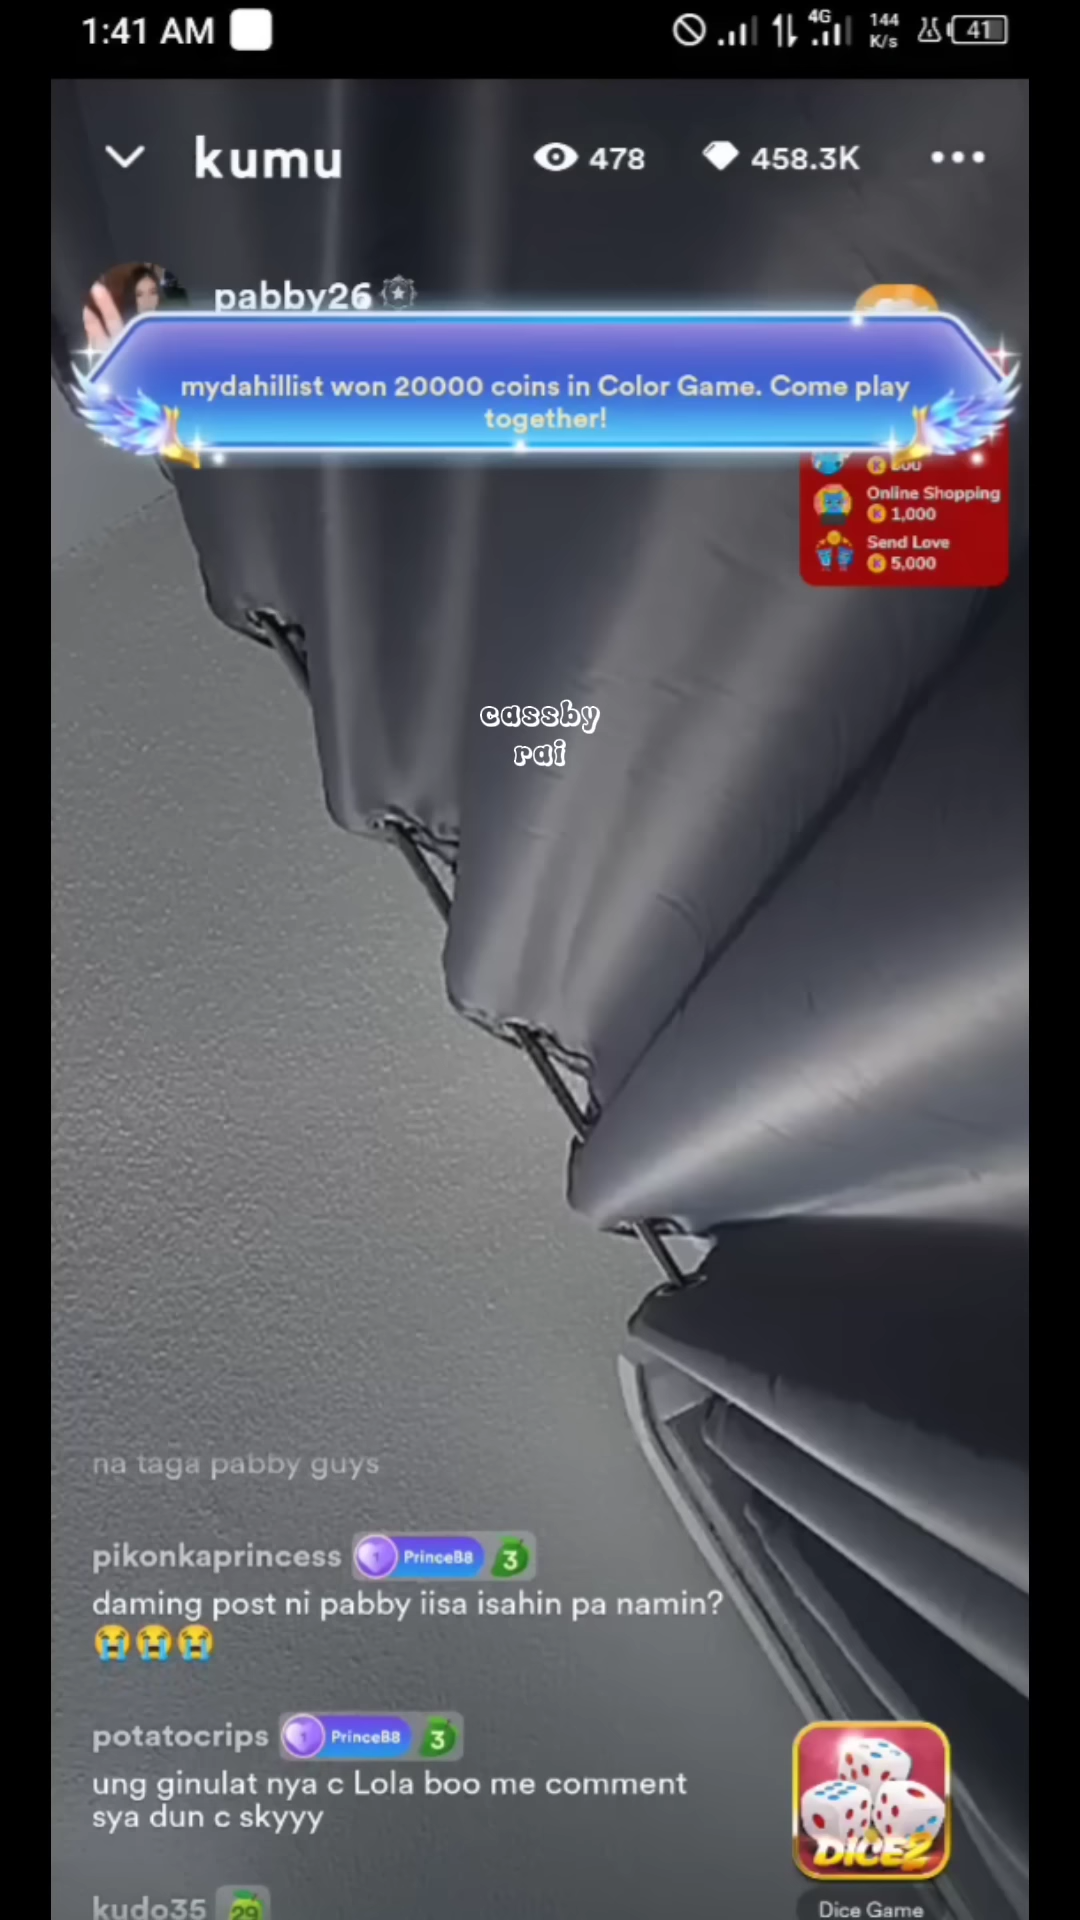 1:41 AM
4G
144
K/s
41
kumu
478
458.3K
pabby26
mydahillist won 20000 coins in Color Game. Come play
together!
Online Shopping
1,000
Send Love
5,000
cassby
rai
na taga pabby guys
pikonkaprincess PrinceB8 3
daming post ni pabby iisa isahin pa namin?
😭😭😭
potatocrips PrinceB8 3
ung ginulat nya c Lola boo me comment
sya dun c skyyy
DICE2
kudo35 29
Dice Game